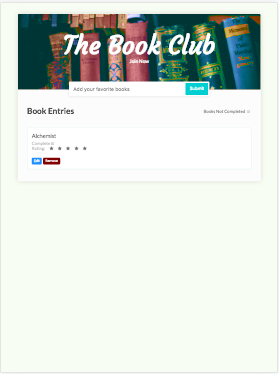 The Book Club
Join Now
Add your favorite books
Submit
Book Entries
Books Not Completed
Alchemist
Completed
Rating:
Edit
Remove